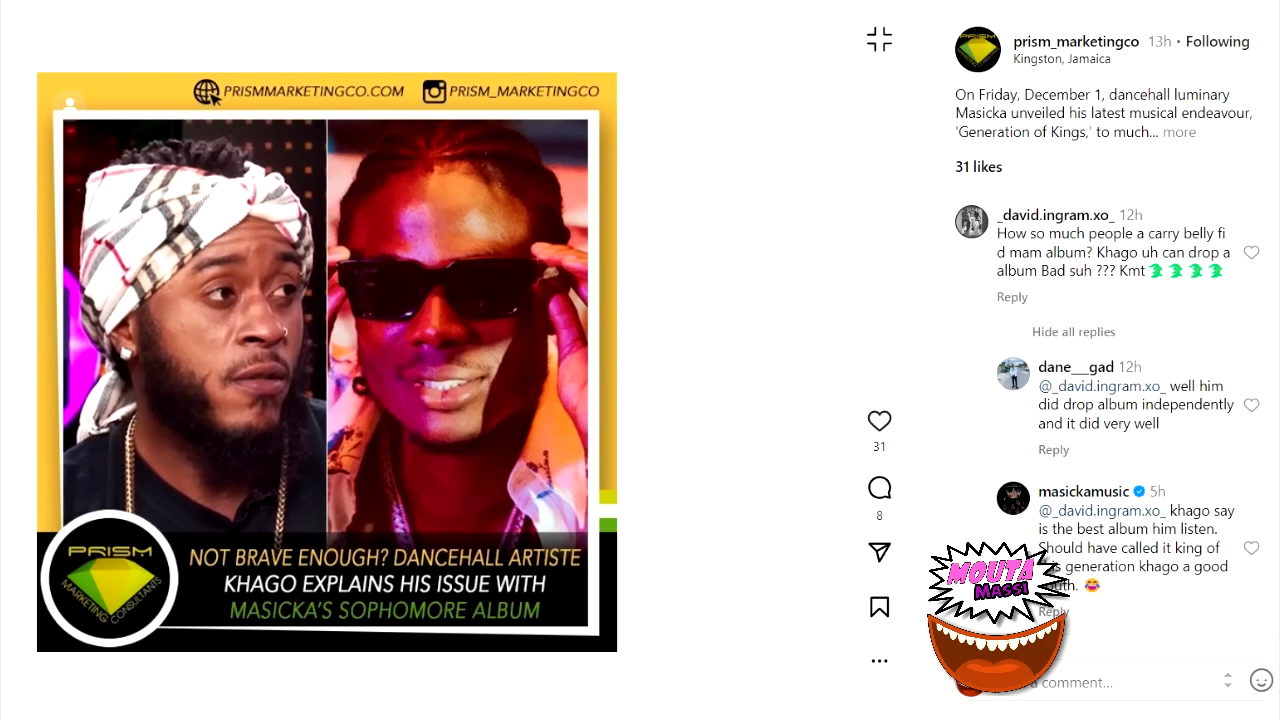 PRISMMARKETINGCO.COM
PRISM_MARKETINGCO
PRISM
MARKETING CONSULTANTS
NOT BRAVE ENOUGH? DANCEHALL ARTISTE
KHAGO EXPLAINS HIS ISSUE WITH
MASICKA'S SOPHOMORE ALBUM
31
8
prism_marketingco 13h • Following
Kingston, Jamaica
On Friday, December 1, dancehall luminary
Masicka unveiled his latest musical endeavour,
'Generation of Kings,' to much... more
31 likes
_david.ingram.xo_ 12h
How so much people a carry belly fi
d mam album? Khago uh can drop a
album Bad suh ??? Kmt
Reply
Hide all replies
dane___gad 12h
@_david.ingram.xo_ well him
did drop album independently
and it did very well
Reply
masickamusic 5h
@_david.ingram.xo_ khago say
is the best album him listen.
Should have called it king of
generation khago a good
Reply
MOUTA
MASSI
comment...